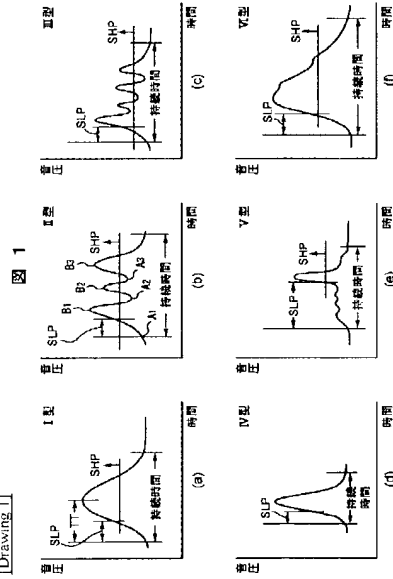 [Drawing 1]
図 1
音圧
I型
SLP
TT
SHP
持続時間
時間
(a)
音圧
II型
SLP
B1
B2
B3
SHP
A1
A2
A3
持続時間
時間
(b)
音圧
III型
SLP
SHP
持続時間
時間
(c)
音圧
IV型
SLP
持続
時間
時間
(d)
音圧
V型
SLP
SHP
持続時間
時間
(e)
音圧
VI型
SLP
SHP
持続時間
時間
(f)